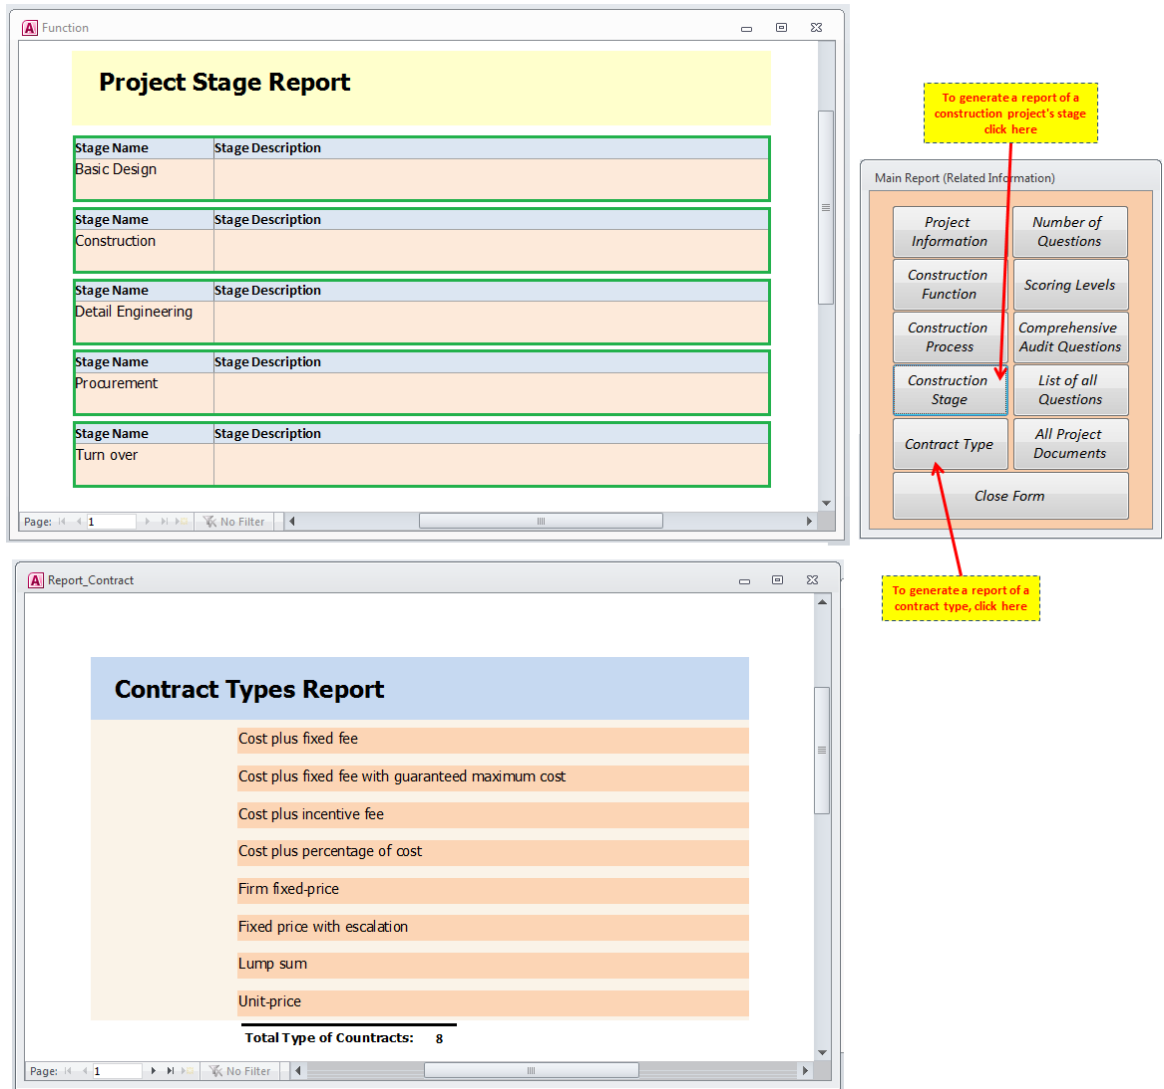 Function
Project Stage Report
Stage Name Stage Description
Basic Design
Stage Name Stage Description
Construction
Stage Name Stage Description
Detail Engineering
Stage Name Stage Description
Procurement
Stage Name Stage Description
Turn over
Page: 1 No Filter
To generate a report of a
construction project's stage
click here
Main Report (Related Information)
Project
Information
Number of
Questions
Construction
Function
Scoring Levels
Construction
Process
Comprehensive
Audit Questions
Construction
Stage
List of all
Questions
Contract Type
All Project
Documents
Close Form
To generate a report of a
contract type, click here
Report_Contract
Contract Types Report
Cost plus fixed fee
Cost plus fixed fee with guaranteed maximum cost
Cost plus incentive fee
Cost plus percentage of cost
Firm fixed-price
Fixed price with escalation
Lump sum
Unit-price
Total Type of Countracts: 8
Page: 1 No Filter